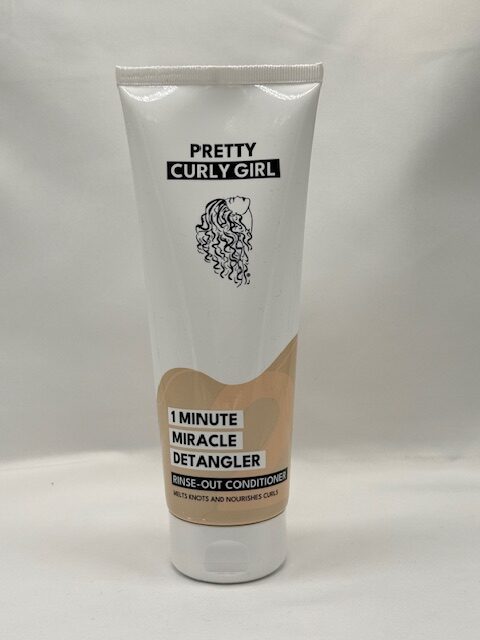 PRETTY
CURLY GIRL
1 MINUTE
MIRACLE
DETANGLER
RINSE-OUT CONDITIONER
MELTS KNOTS AND NOURISHES CURLS